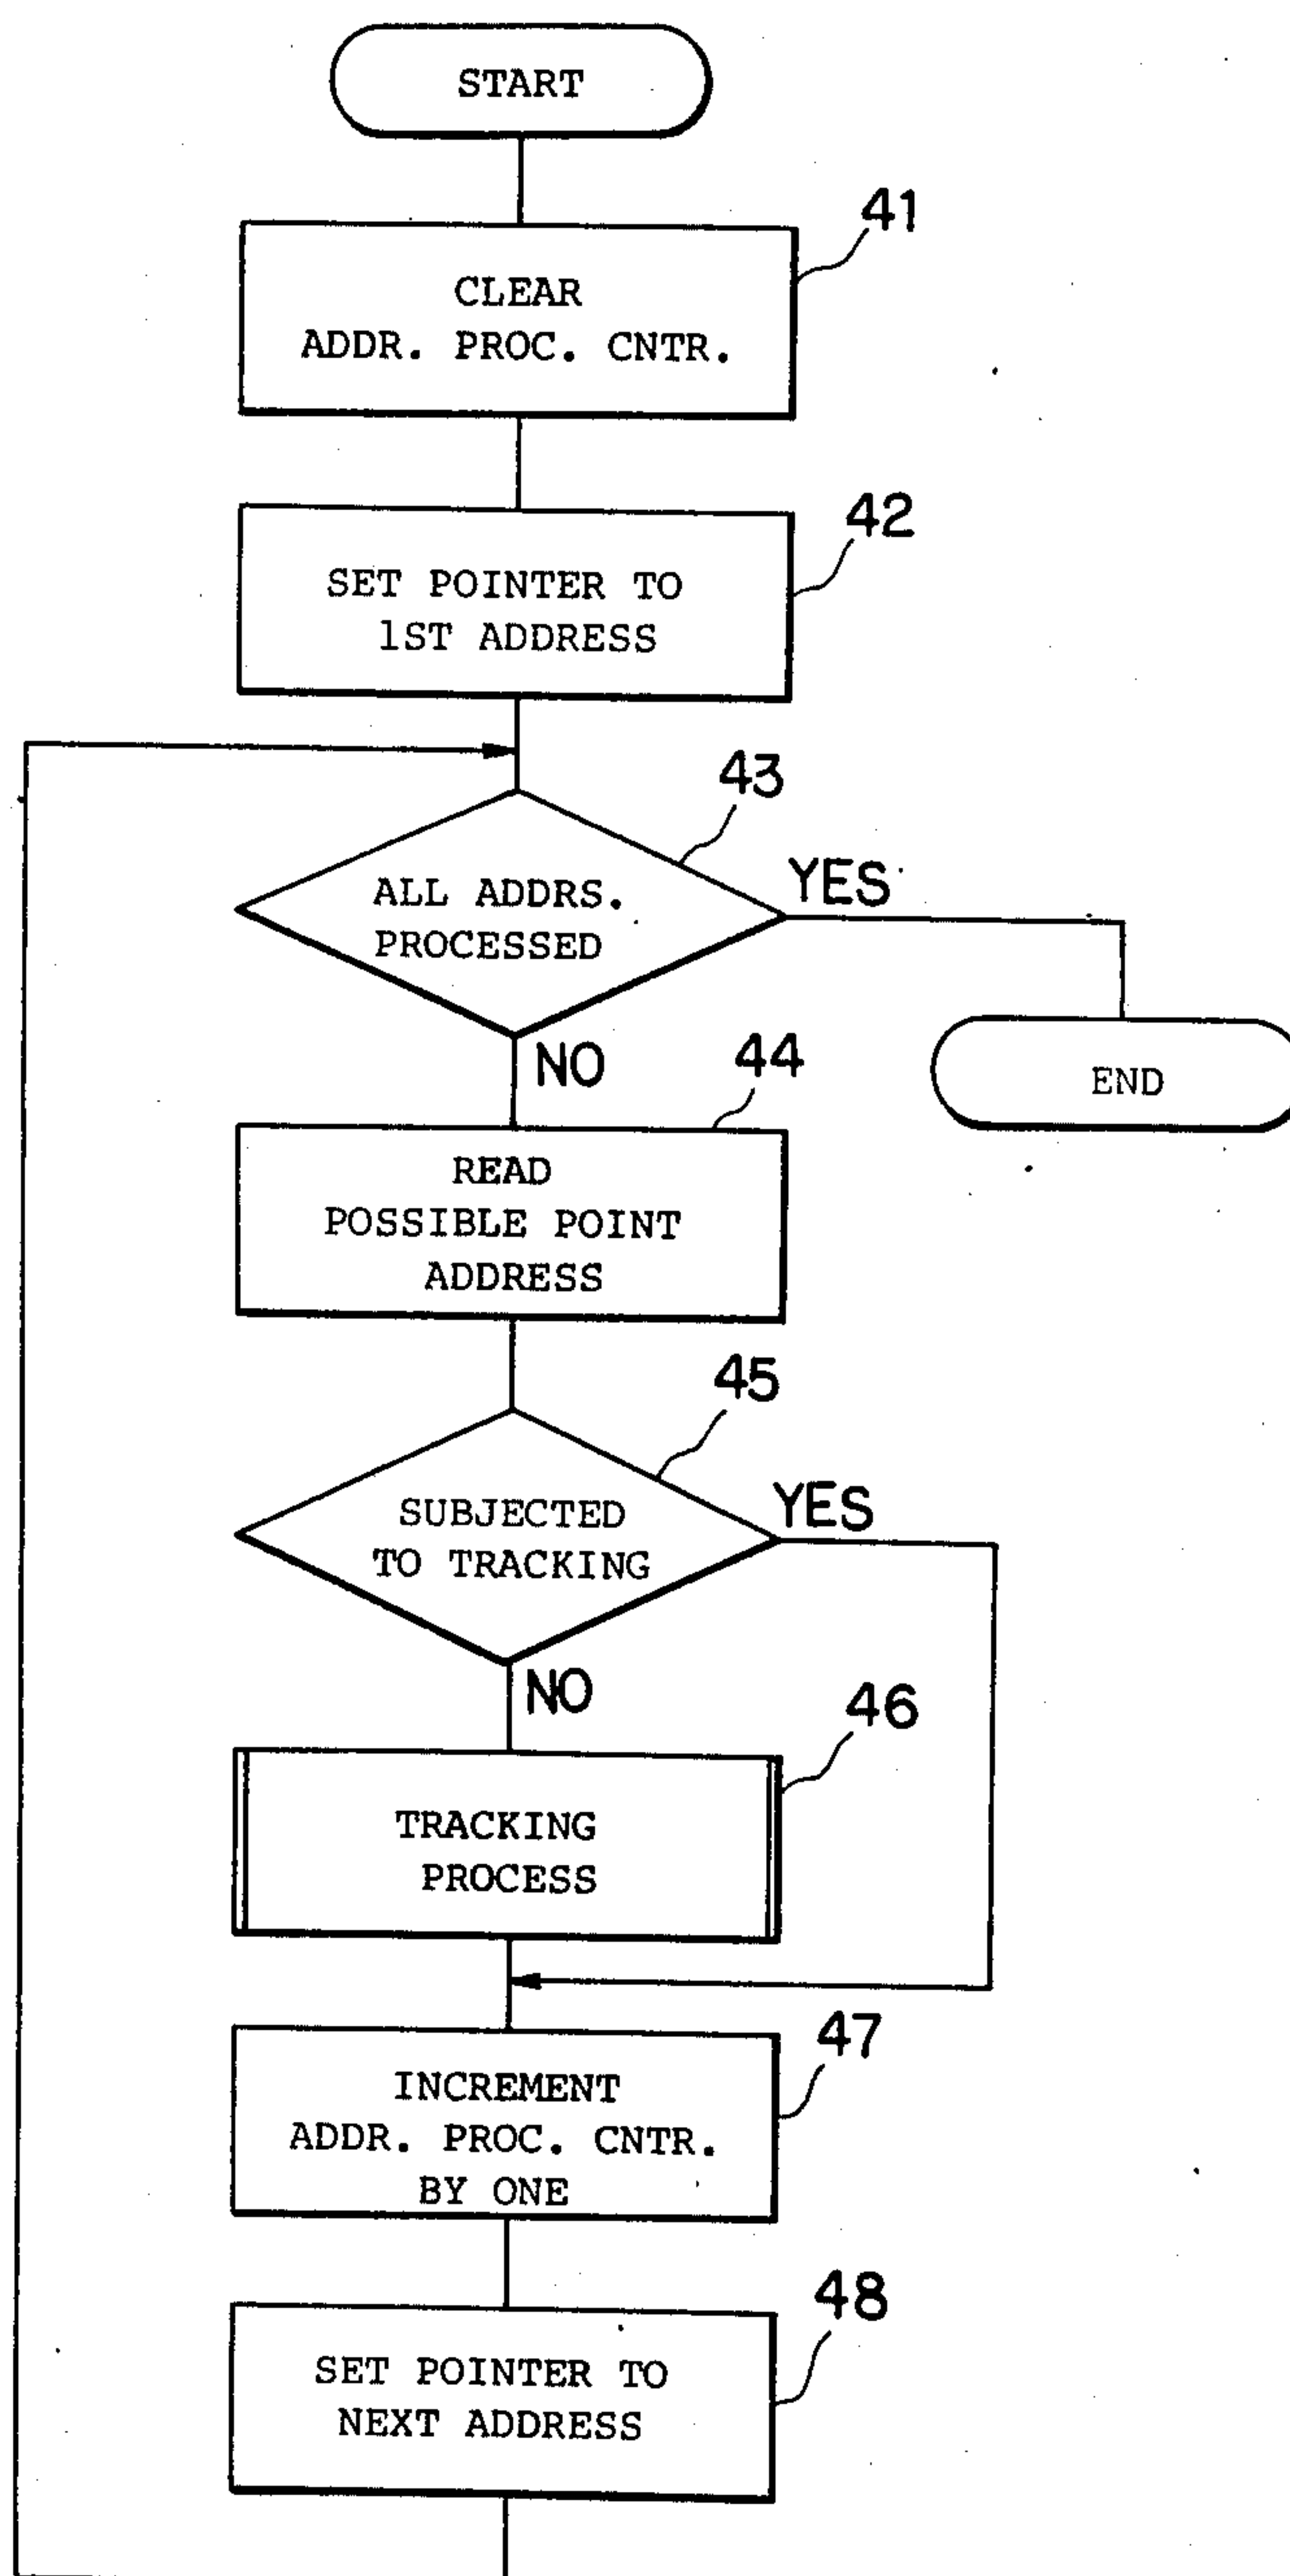 START
41
CLEAR
ADDR. PROC. CNTR.
42
SET POINTER TO
1ST ADDRESS
43
ALL ADDRS.
PROCESSED
YES
NO
END
44
READ
POSSIBLE POINT
ADDRESS
45
SUBJECTED
TO TRACKING
YES
NO
46
TRACKING
PROCESS
47
INCREMENT
ADDR. PROC. CNTR.
BY ONE
48
SET POINTER TO
NEXT ADDRESS